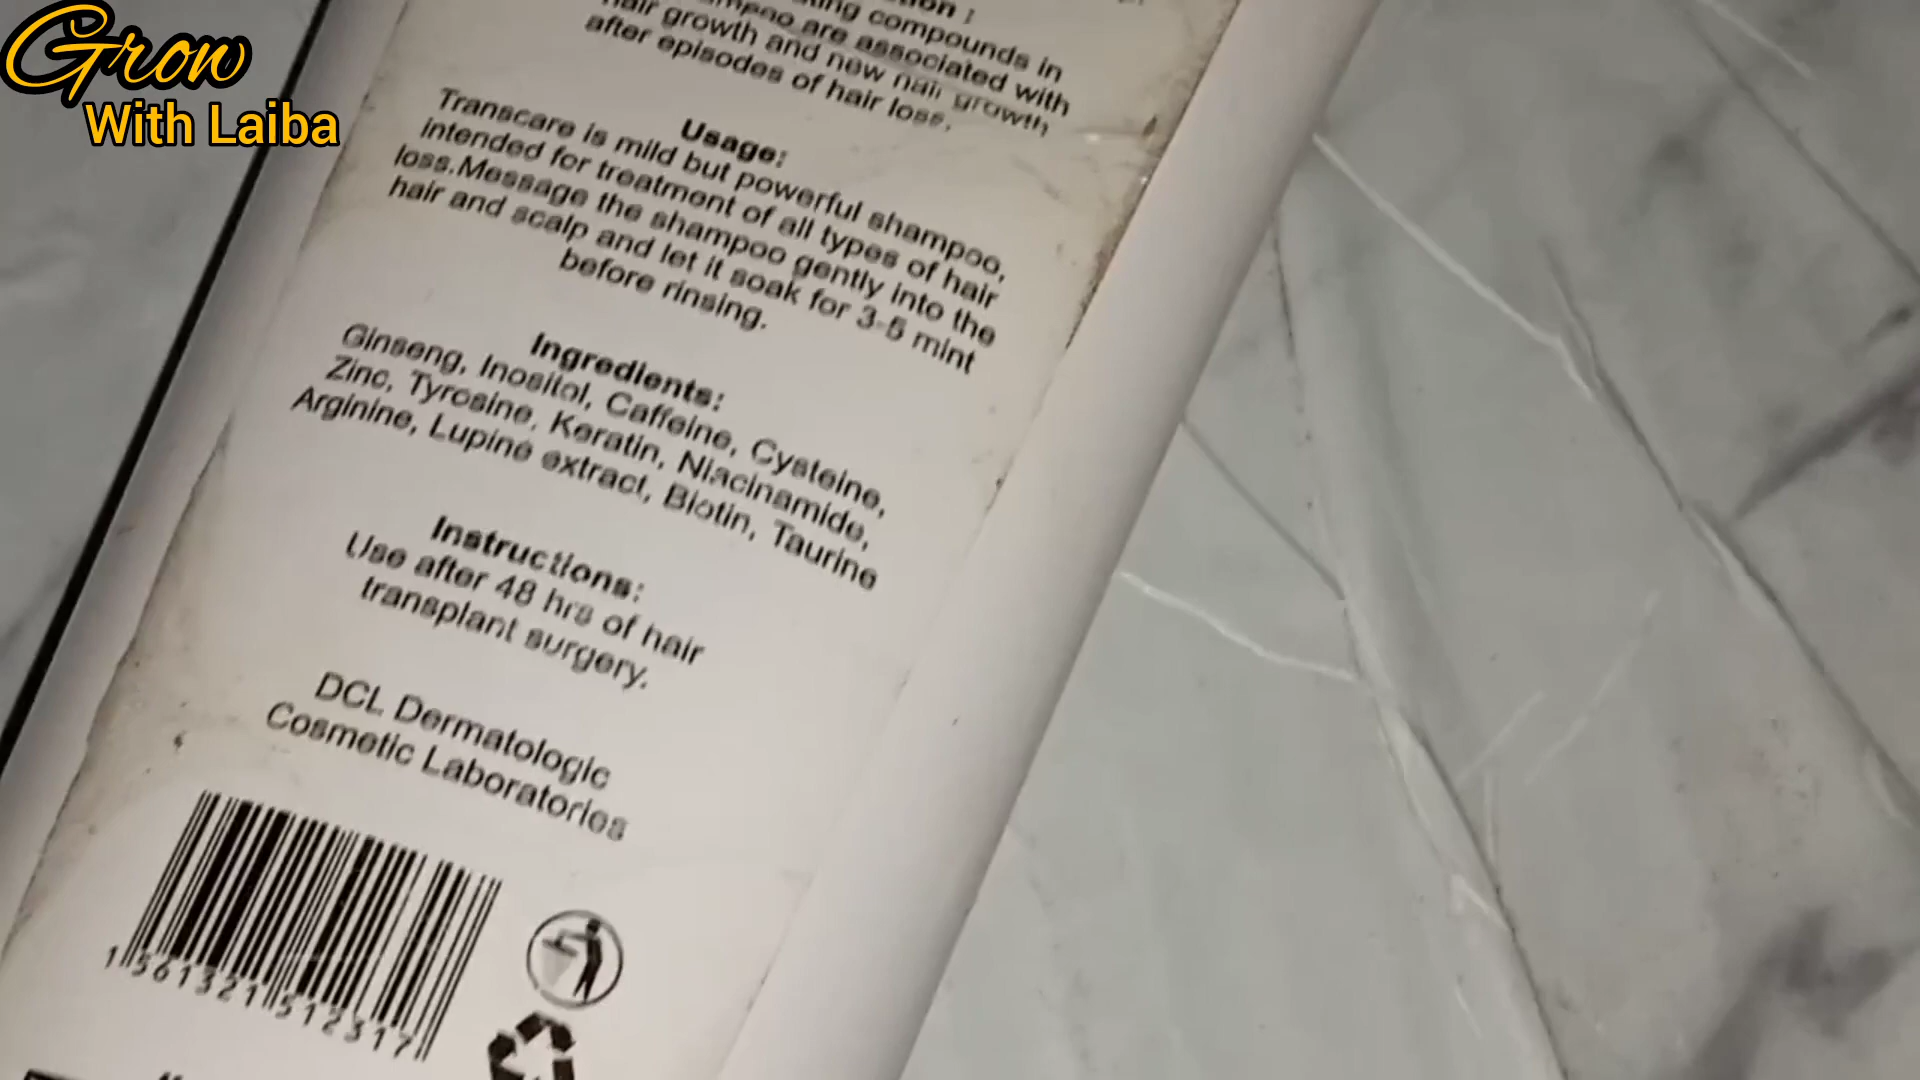 Grow
With Laiba
compounds in
are associated with
hair growth and new hair growth
after episodes of hair loss.
Usage:
Transcare is mild but powerful shampoo,
intended for treatment of all types of hair
loss.Message the shampoo gently into the
hair and scalp and let it soak for 3-5 mint
before rinsing.
Ingredients:
Ginseng, Inositol, Caffeine, Cysteine,
Zinc, Tyrosine, Keratin, Niacinamide,
Arginine, Lupine extract, Biotin, Taurine
Instructions:
Use after 48 hrs of hair
transplant surgery.
DCL Dermatologic
Cosmetic Laboratories
1 561321 512317